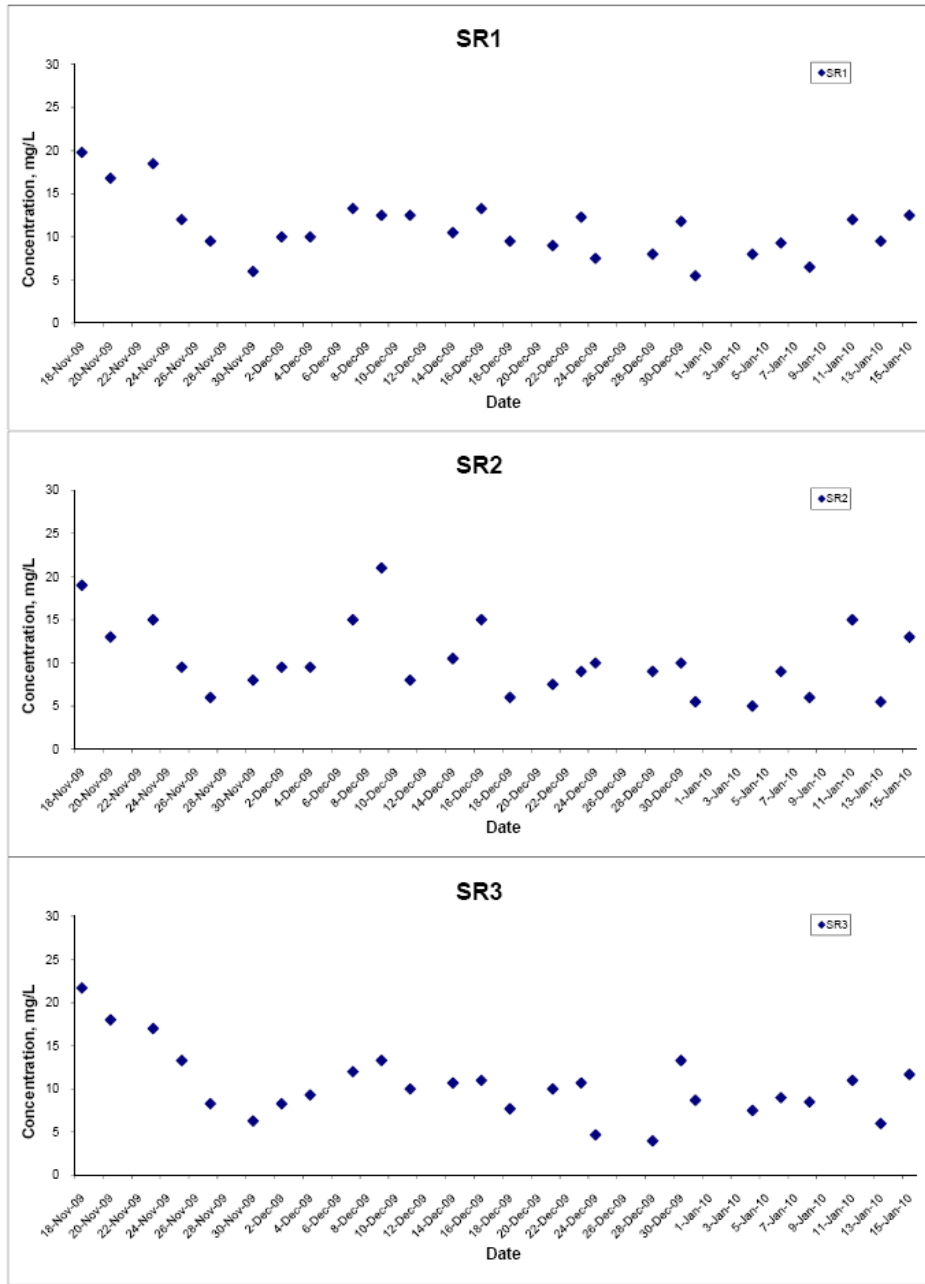 SR1
30
SR1
25
20
15
10
5
0
Concentration, mg/L
18-Nov-09
20-Nov-09
22-Nov-09
24-Nov-09
26-Nov-09
28-Nov-09
30-Nov-09
2-Dec-09
4-Dec-09
6-Dec-09
8-Dec-09
10-Dec-09
12-Dec-09
14-Dec-09
16-Dec-09
18-Dec-09
20-Dec-09
22-Dec-09
24-Dec-09
26-Dec-09
28-Dec-09
30-Dec-09
1-Jan-10
3-Jan-10
5-Jan-10
7-Jan-10
9-Jan-10
11-Jan-10
13-Jan-10
15-Jan-10
Date
SR2
30
SR2
25
20
15
10
5
0
Concentration, mg/L
18-Nov-09
20-Nov-09
22-Nov-09
24-Nov-09
26-Nov-09
28-Nov-09
30-Nov-09
2-Dec-09
4-Dec-09
6-Dec-09
8-Dec-09
10-Dec-09
12-Dec-09
14-Dec-09
16-Dec-09
18-Dec-09
20-Dec-09
22-Dec-09
24-Dec-09
26-Dec-09
28-Dec-09
30-Dec-09
1-Jan-10
3-Jan-10
5-Jan-10
7-Jan-10
9-Jan-10
11-Jan-10
13-Jan-10
15-Jan-10
Date
SR3
30
SR3
25
20
15
10
5
0
Concentration, mg/L
18-Nov-09
20-Nov-09
22-Nov-09
24-Nov-09
26-Nov-09
28-Nov-09
30-Nov-09
2-Dec-09
4-Dec-09
6-Dec-09
8-Dec-09
10-Dec-09
12-Dec-09
14-Dec-09
16-Dec-09
18-Dec-09
20-Dec-09
22-Dec-09
24-Dec-09
26-Dec-09
28-Dec-09
30-Dec-09
1-Jan-10
3-Jan-10
5-Jan-10
7-Jan-10
9-Jan-10
11-Jan-10
13-Jan-10
15-Jan-10
Date